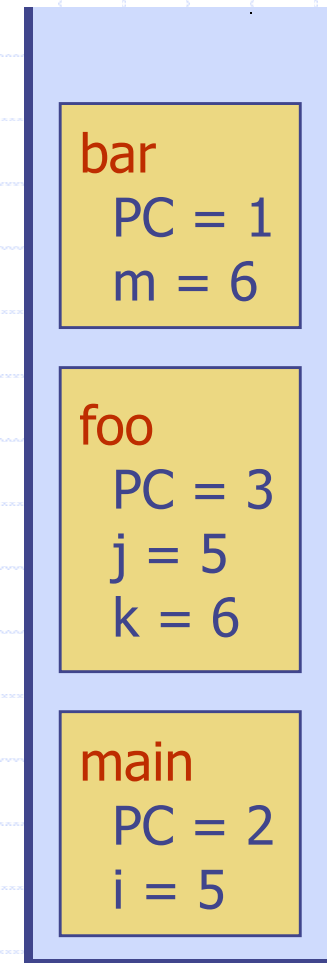 bar
PC = 1
m = 6
foo
PC = 3
j = 5
k = 6
main
PC = 2
i = 5